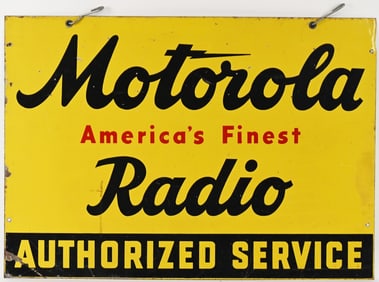 Motorola
America's Finest
Radio
AUTHORIZED SERVICE